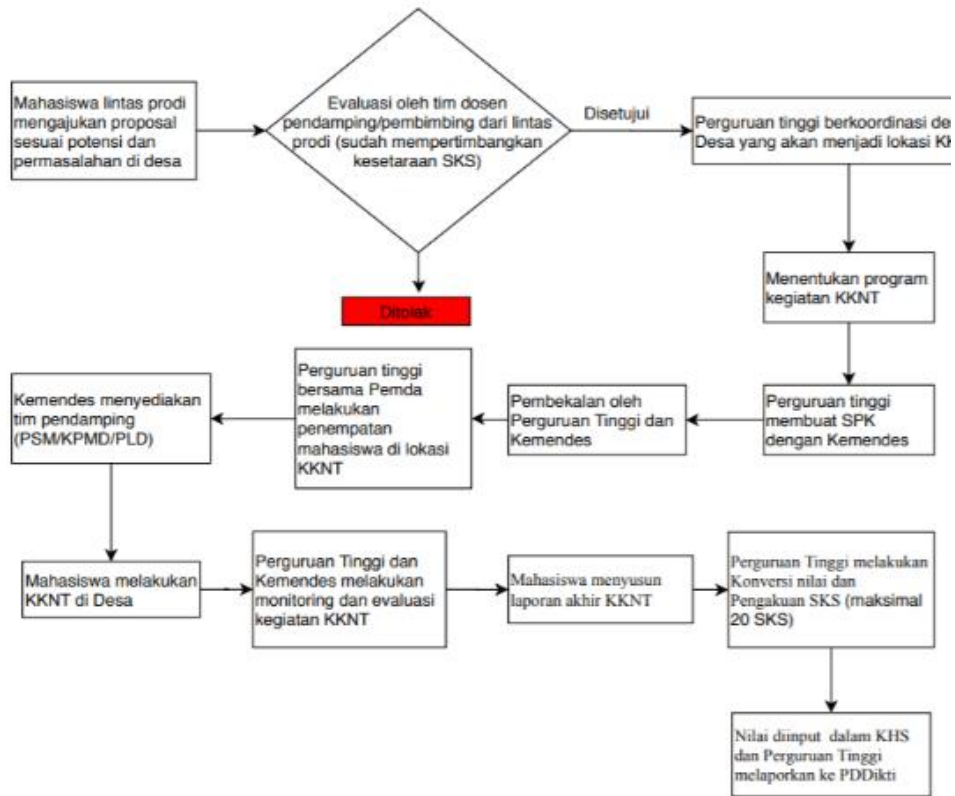 Mahasiswa lintas prodi
mengajukan proposal
sesuai potensi dan
permasalahan di desa
Evaluasi oleh tim dosen
pendamping/pembimbing dari lintas
prodi (sudah mempertimbangkan
kesetaraan SKS)
Disetujui
Perguruan tinggi berkoordinasi
Desa yang akan menjadi lokasi
Ditolak
Menentukan program
kegiatan KKNT
Perguruan tinggi
membuat SPK
dengan Kemendes
Pembekalan oleh
Perguruan Tinggi dan
Kemendes
Perguruan tinggi
bersama Pemda
melakukan
penempatan
mahasiswa di lokasi
KKNT
Kemendes menyediakan
tim pendamping
(PSM/KPMD/PLD)
Mahasiswa melakukan
KKNT di Desa
Perguruan Tinggi dan
Kemendes melakukan
monitoring dan evaluasi
kegiatan KKNT
Mahasiswa menyusun
laporan akhir KKNT
Perguruan Tinggi melakukan
Konversi nilai dan
Pengakuan SKS (maksimal
20 SKS)
Nilai diinput dalam KHS
dan Perguruan Tinggi
melaporkan ke PDDikti